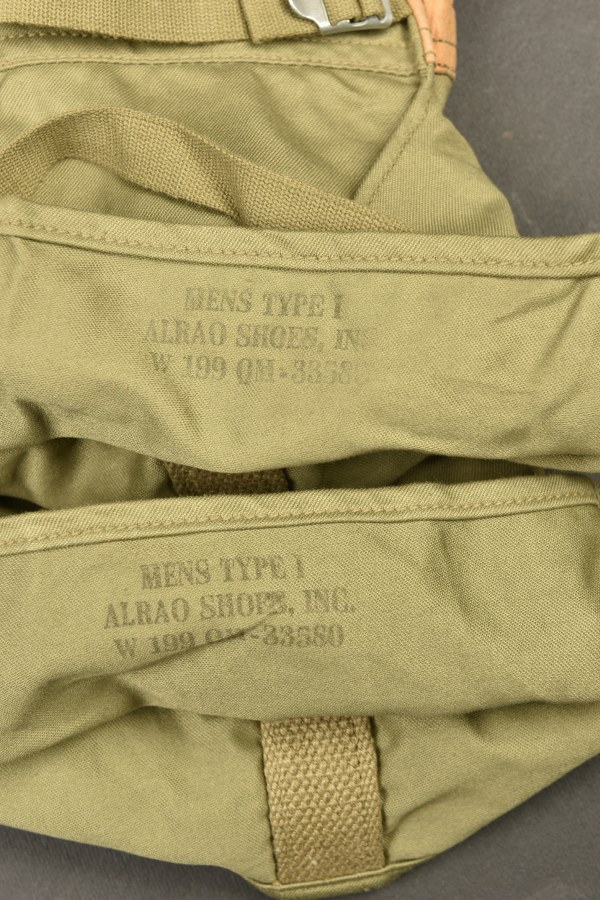 MENS TYPE I
ALRAO SHOES, INC
W 199 QM-33580
MENS TYPE I
ALRAO SHOES, INC.
W 199 QM-33580